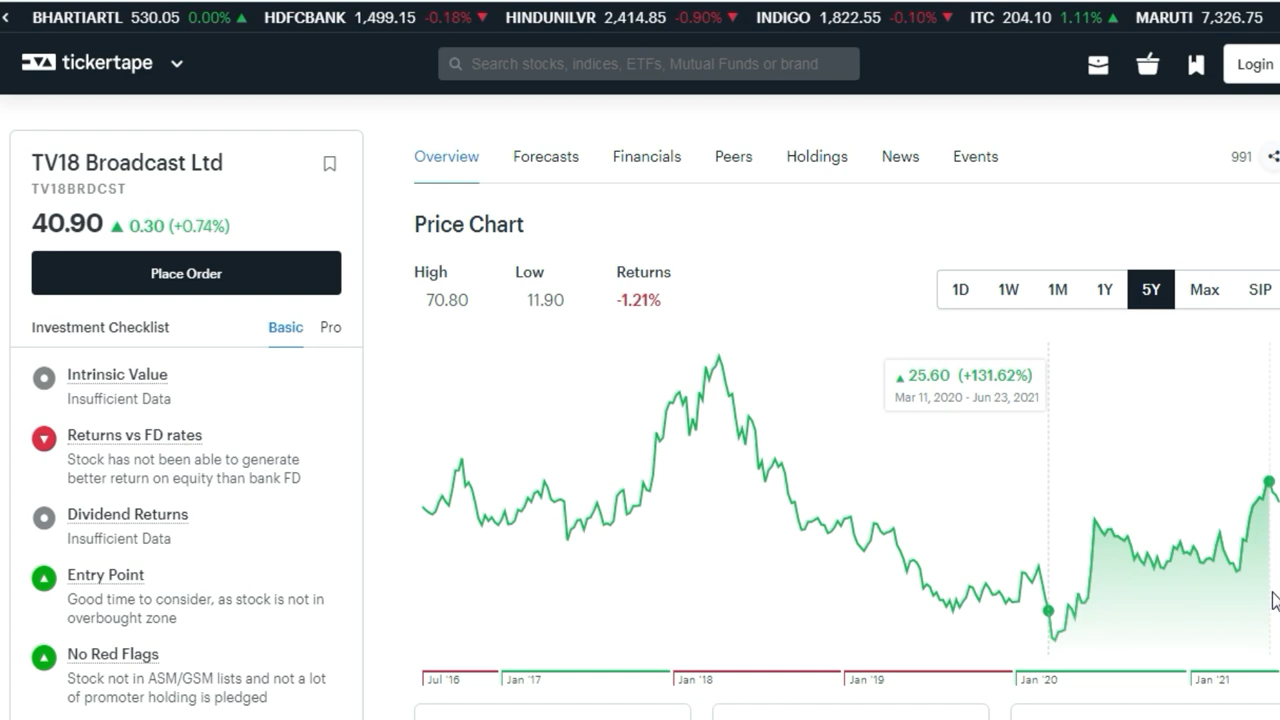 BHARTIARTL 530.05 0.00% ▲ HDFCBANK 1,499.15 -0.18% ▼ HINDUNILVR 2,414.85 -0.90% ▼ INDIGO 1,822.55 -0.10% ▼ ITC 204.10 1.11% ▲ MARUTI 7,326.75
tickertape
Search stocks, indices, ETFs, Mutual Funds or brand
Login
TV18 Broadcast Ltd
TV18BRDCST
40.90 ▲ 0.30 (+0.74%)
Place Order
Investment Checklist Basic Pro
Intrinsic Value
Insufficient Data
Returns vs FD rates
Stock has not been able to generate
better return on equity than bank FD
Dividend Returns
Insufficient Data
Entry Point
Good time to consider, as stock is not in
overbought zone
No Red Flags
Stock not in ASM/GSM lists and not a lot
of promoter holding is pledged
Overview Forecasts Financials Peers Holdings News Events
991
Price Chart
High Low Returns
70.80 11.90 -1.21%
1D 1W 1M 1Y 5Y Max SIP
▲ 25.60 (+131.62%)
Mar 11, 2020 - Jun 23, 2021
Jul '16 Jan '17 Jan '18 Jan '19 Jan '20 Jan '21